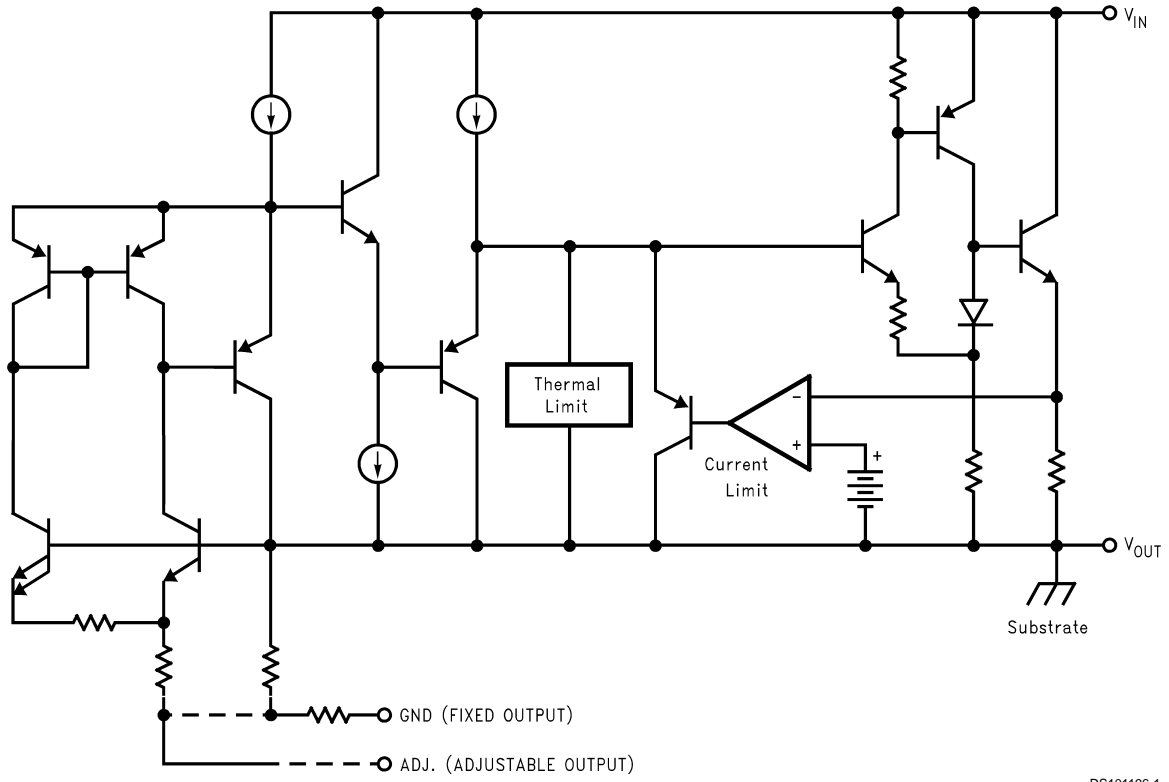 V_IN
Thermal
Limit
−
+
+
Current
Limit
V_OUT
Substrate
GND (FIXED OUTPUT)
ADJ. (ADJUSTABLE OUTPUT)